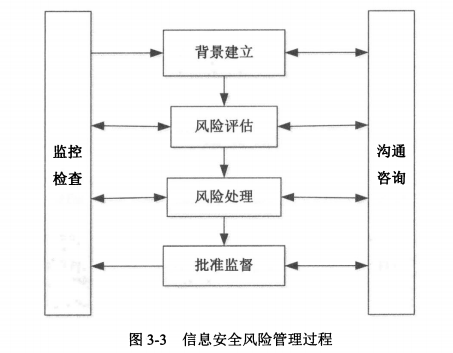 背景建立
风险评估
监控
检查
沟通
咨询
风险处理
批准监督
图 3-3 信息安全风险管理过程